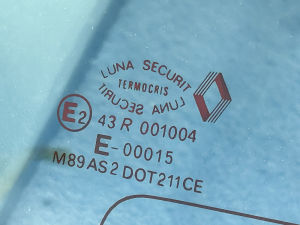 LUNA SECURIT
TERMOCRIS
LUNA SECURIT
E2 43 R 001004
E-00015
M89AS2 DOT211CE